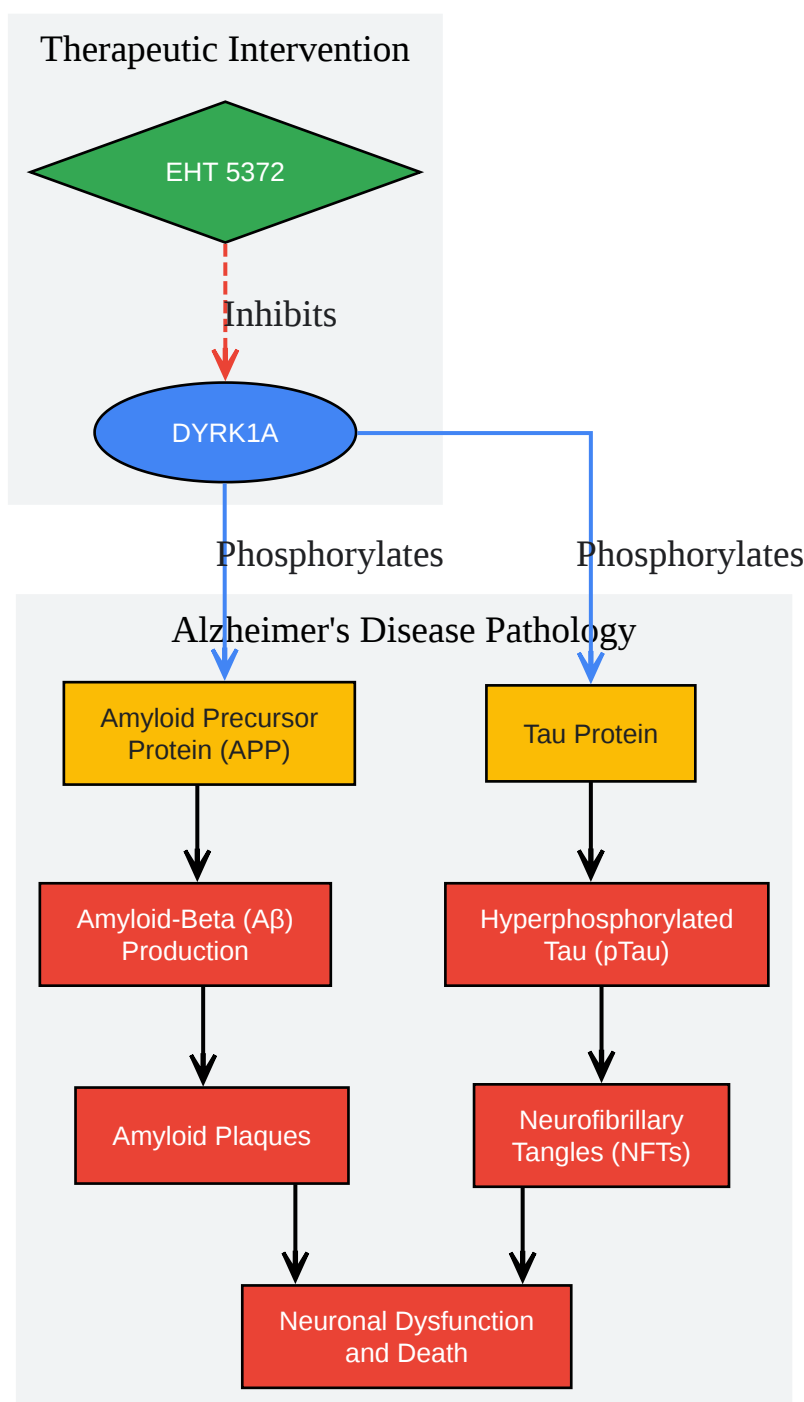 Therapeutic Intervention
EHT 5372
Inhibits
DYRK1A
Phosphorylates
Phosphorylates
Alzheimer's Disease Pathology
Amyloid Precursor
Protein (APP)
Tau Protein
Amyloid-Beta (Aβ)
Production
Hyperphosphorylated
Tau (pTau)
Amyloid Plaques
Neurofibrillary
Tangles (NFTs)
Neuronal Dysfunction
and Death